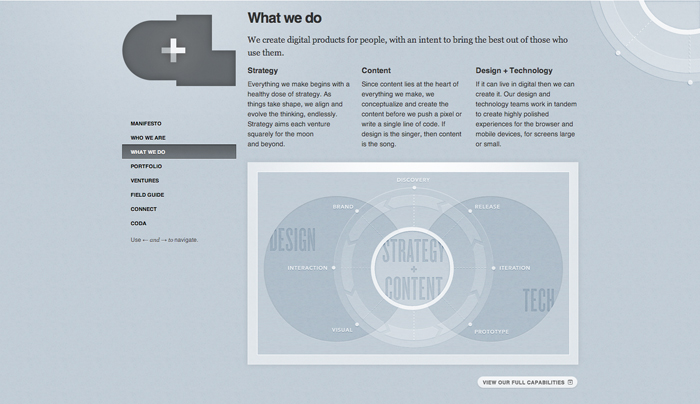 What we do
We create digital products for people, with an intent to bring the best out of those who
use them.
Strategy
Everything we make begins with a
healthy dose of strategy. As
things take shape, we align and
evolve the thinking, endlessly.
Strategy aims each venture
squarely for the moon
and beyond.
Content
Since content lies at the heart of
everything we make, we
conceptualize and create the
content before we push a pixel or
write a single line of code. If
design is the singer, then content
is the song.
Design + Technology
If it can live in digital then we can
create it. Our design and
technology teams work in tandem
to create highly polished
experiences for the browser and
mobile devices, for screens large
or small.
MANIFESTO
WHO WE ARE
WHAT WE DO
PORTFOLIO
VENTURES
FIELD GUIDE
CONNECT
CODA
Use ← and → to navigate.
DISCOVERY
BRAND
RELEASE
DESIGN
STRATEGY
+
CONTENT
INTERACTION
ITERATION
TECH
VISUAL
PROTOTYPE
VIEW OUR FULL CAPABILITIES